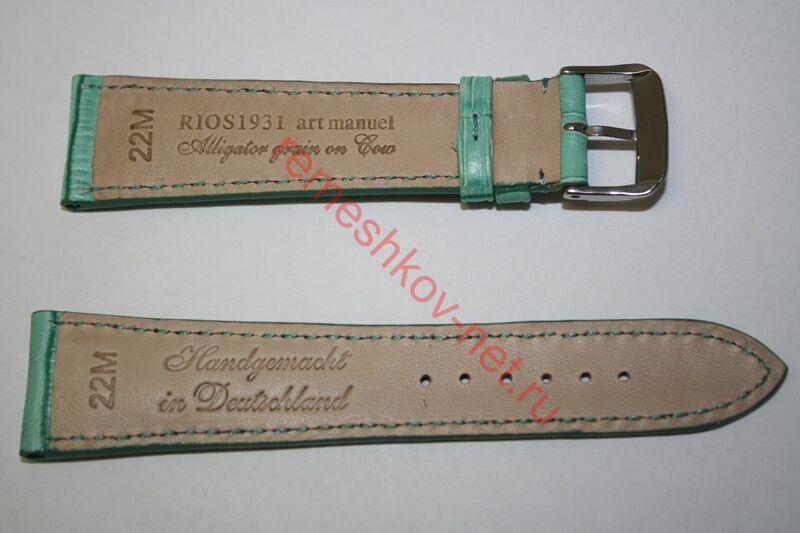 22M
RIOS1931 art manuel
Alligator grain on Cow
remeshkov-net.ru
22M
Handgemacht
in Deutschland